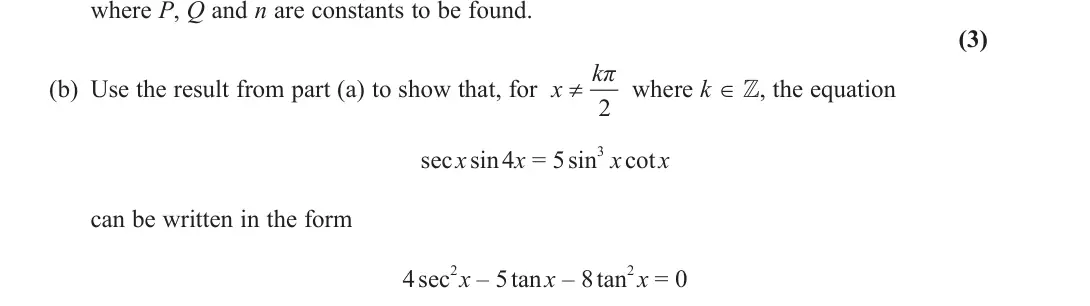 where P, Q and n are constants to be found.
(3)
(b) Use the result from part (a) to show that, for x ≠ kπ/2 where k ∈ ℤ, the equation
sec x sin 4x = 5 sin³ x cot x
can be written in the form
4 sec²x – 5 tan x – 8 tan²x = 0